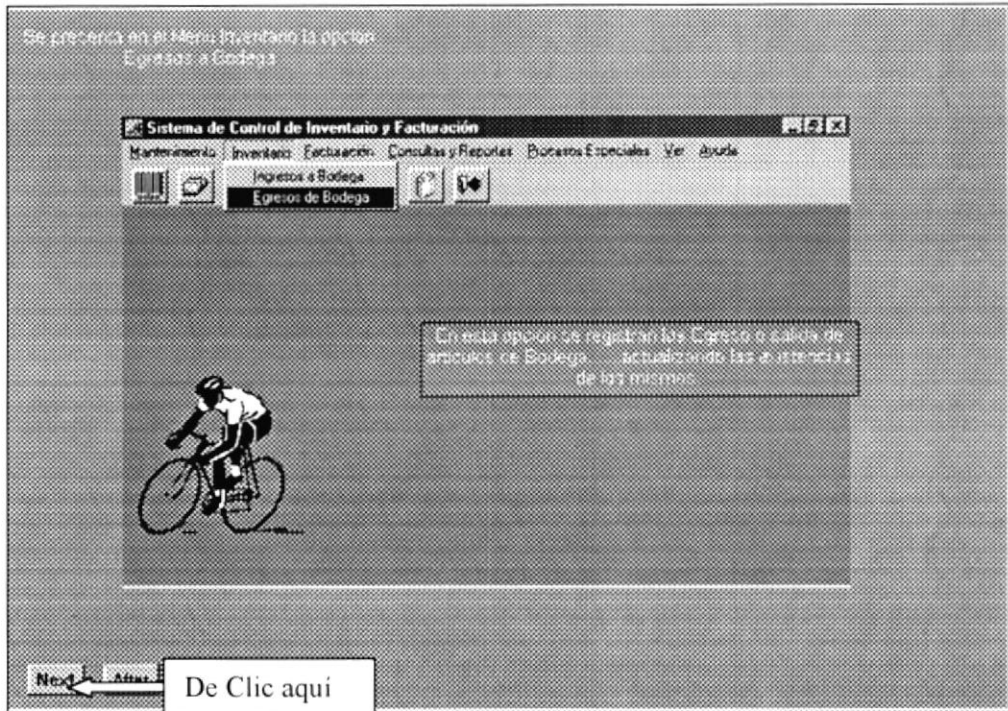 Se precenta en el Menú Inventario la opción
Egresos a Bodega
Sistema de Control de Inventario y Facturación
Mantenimiento Inventario Facturación Consultas y Reportes Procesos Especiales Ver Ayuda
Ingresos a Bodega
Egresos de Bodega
En esta opción se registran los Egreso o salida de
artículos de Bodega... actualizando las existencias
de los mismos
Next After
De Clic aquí